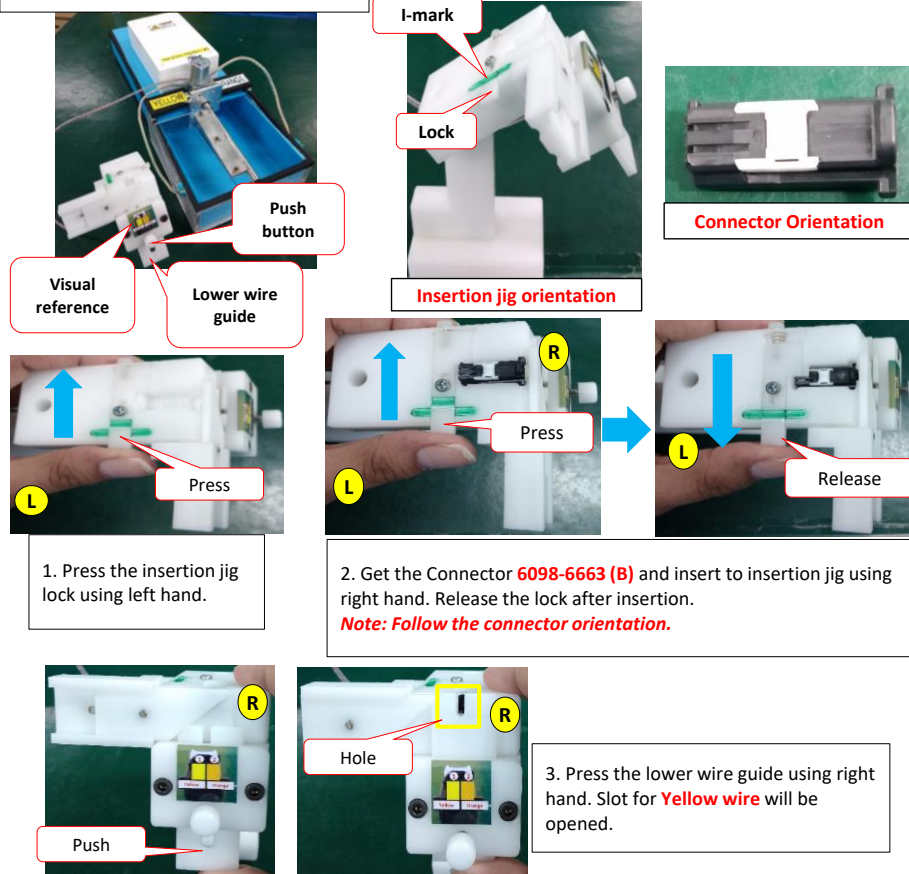 I-mark
Lock
YELLOW
Push
button
Visual
reference
Lower wire
guide
Insertion jig orientation
Connector Orientation
R
Press
L
Press
L
L
Release
1. Press the insertion jig
lock using left hand.
2. Get the Connector 6098-6663 (B) and insert to insertion jig using
right hand. Release the lock after insertion.
Note: Follow the connector orientation.
R
Yellow Orange
Push
R
Hole
Yellow Orange
3. Press the lower wire guide using right
hand. Slot for Yellow wire will be
opened.